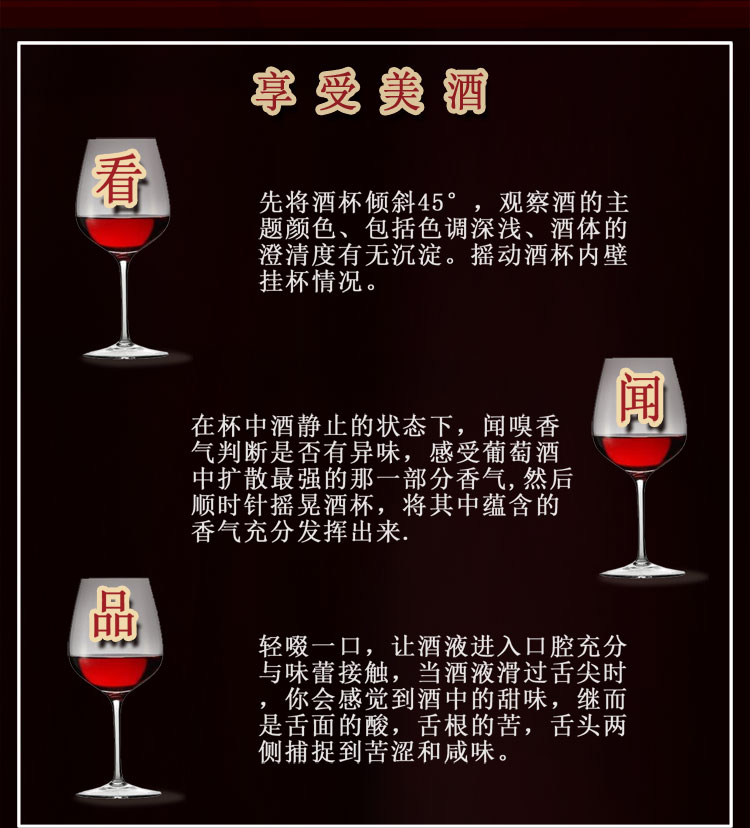 享受美酒
看
先将酒杯倾斜45°，观察酒的主
题颜色、包括色调深浅、酒体的
澄清度有无沉淀。摇动酒杯内壁
挂杯情况。
闻
在杯中酒静止的状态下，闻嗅香
气判断是否有异味，感受葡萄酒
中扩散最强的那一部分香气,然后
顺时针摇晃酒杯，将其中蕴含的
香气充分发挥出来.
品
轻啜一口，让酒液进入口腔充分
与味蕾接触，当酒液滑过舌尖时
，你会感觉到酒中的甜味，继而
是舌面的酸，舌根的苦，舌头两
侧捕捉到苦涩和咸味。